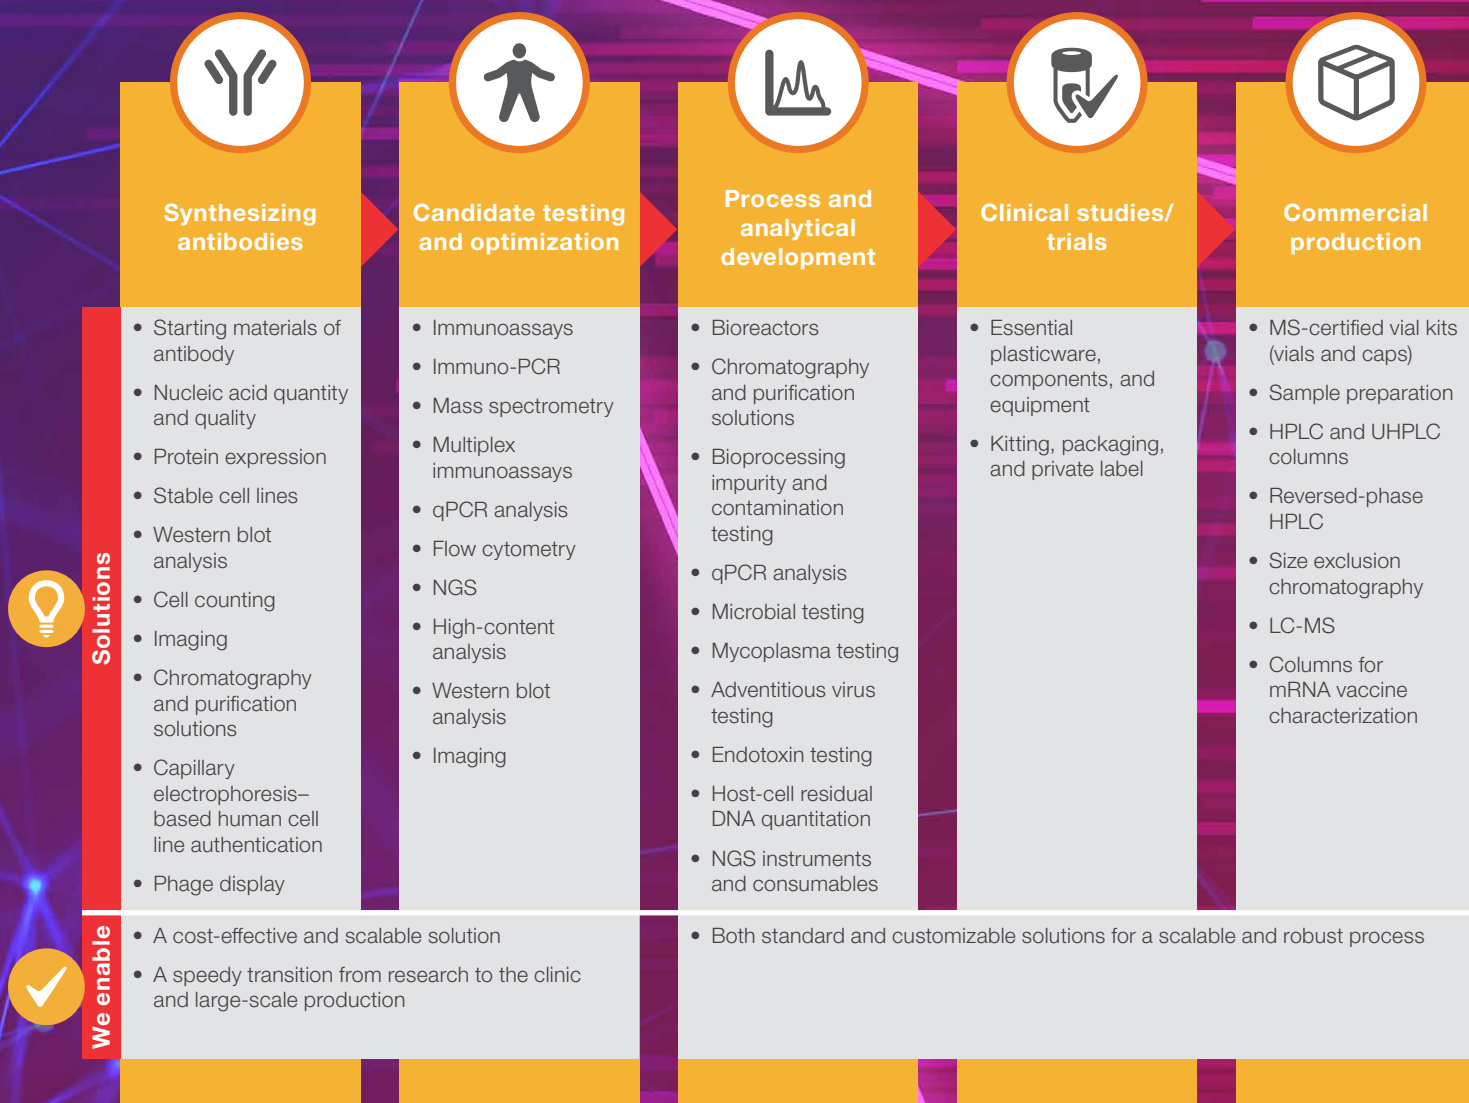 Synthesizing
antibodies
Candidate testing
and optimization
Process and
analytical
development
Clinical studies/
trials
Commercial
production
Solutions
• Starting materials of
antibody
• Nucleic acid quantity
and quality
• Protein expression
• Stable cell lines
• Western blot
analysis
• Cell counting
• Imaging
• Chromatography
and purification
solutions
• Capillary
electrophoresis–
based human cell
line authentication
• Phage display
• Immunoassays
• Immuno-PCR
• Mass spectrometry
• Multiplex
immunoassays
• qPCR analysis
• Flow cytometry
• NGS
• High-content
analysis
• Western blot
analysis
• Imaging
• Bioreactors
• Chromatography
and purification
solutions
• Bioprocessing
impurity and
contamination
testing
• qPCR analysis
• Microbial testing
• Mycoplasma testing
• Adventitious virus
testing
• Endotoxin testing
• Host-cell residual
DNA quantitation
• NGS instruments
and consumables
• Essential
plasticware,
components, and
equipment
• Kitting, packaging,
and private label
• MS-certified vial kits
(vials and caps)
• Sample preparation
• HPLC and UHPLC
columns
• Reversed-phase
HPLC
• Size exclusion
chromatography
• LC-MS
• Columns for
mRNA vaccine
characterization
We enable
• A cost-effective and scalable solution
• A speedy transition from research to the clinic
and large-scale production
• Both standard and customizable solutions for a scalable and robust process